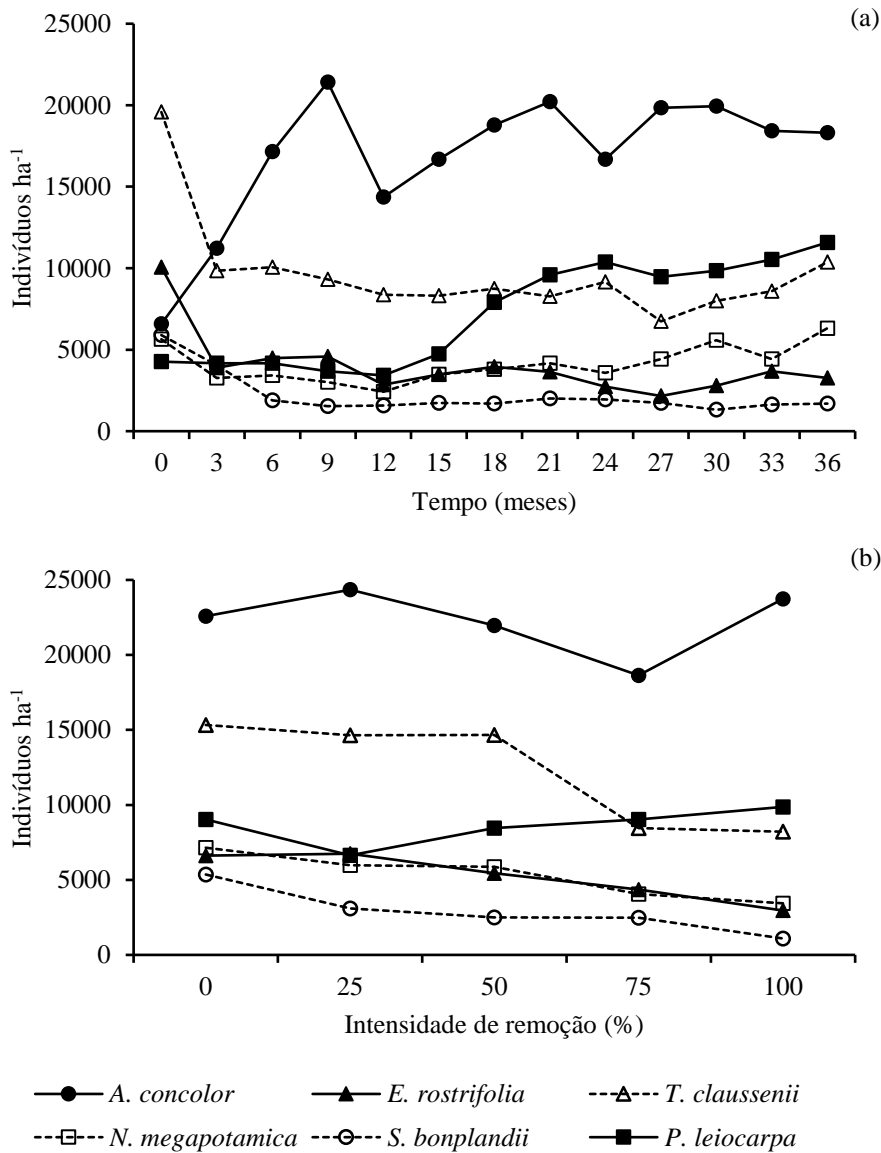 (a)
25000
20000
15000
10000
5000
0
Indivíduos ha⁻¹
0 3 6 9 12 15 18 21 24 27 30 33 36
Tempo (meses)
(b)
25000
20000
15000
10000
5000
0
Indivíduos ha⁻¹
0 25 50 75 100
Intensidade de remoção (%)
A. concolor E. rostrifolia T. claussenii
N. megapotamica S. bonplandii P. leiocarpa